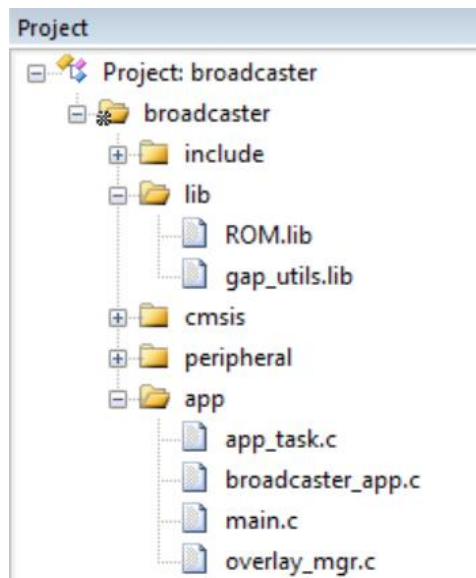 Project
Project: broadcaster
broadcaster
include
lib
ROM.lib
gap_utils.lib
cmsis
peripheral
app
app_task.c
broadcaster_app.c
main.c
overlay_mgr.c